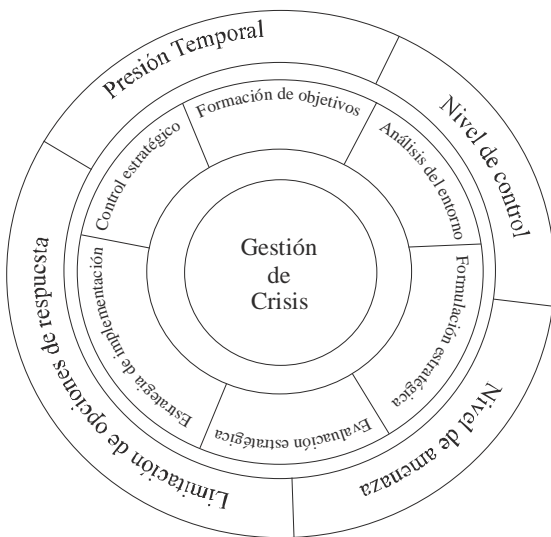 Presión Temporal
Nivel de control
Nivel de amenaza
Limitación de opciones de respuesta
Formación de objetivos
Análisis del entorno
Formulación estratégica
Evaluación estratégica
Estrategia de implementación
Control estratégico
Gestión
de
Crisis